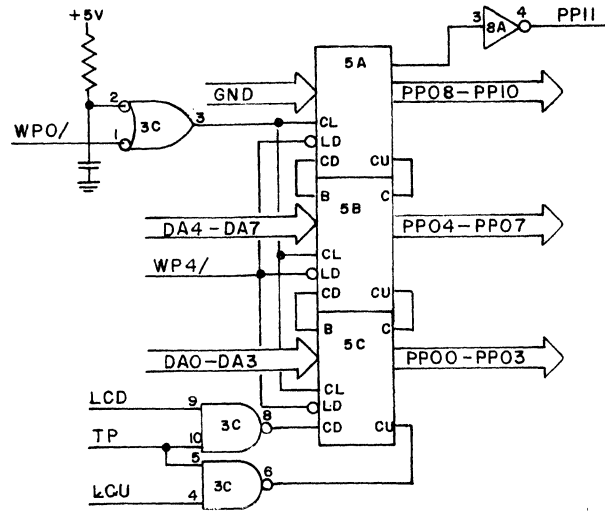 +5V
3 8A 4 PP11
5A
GND
PP08-PP10
2
1
3C
3
WPO/
CL
LD
CD CU
B C
5B
DA4-DA7
PP04-PP07
CL
WP4/
LD
CD CU
B C
5C
DA0-DA3
PP00-PP03
CL
LD
LCD 9
3C
8
CD CU
TP 10
5
3C
6
LCU 4